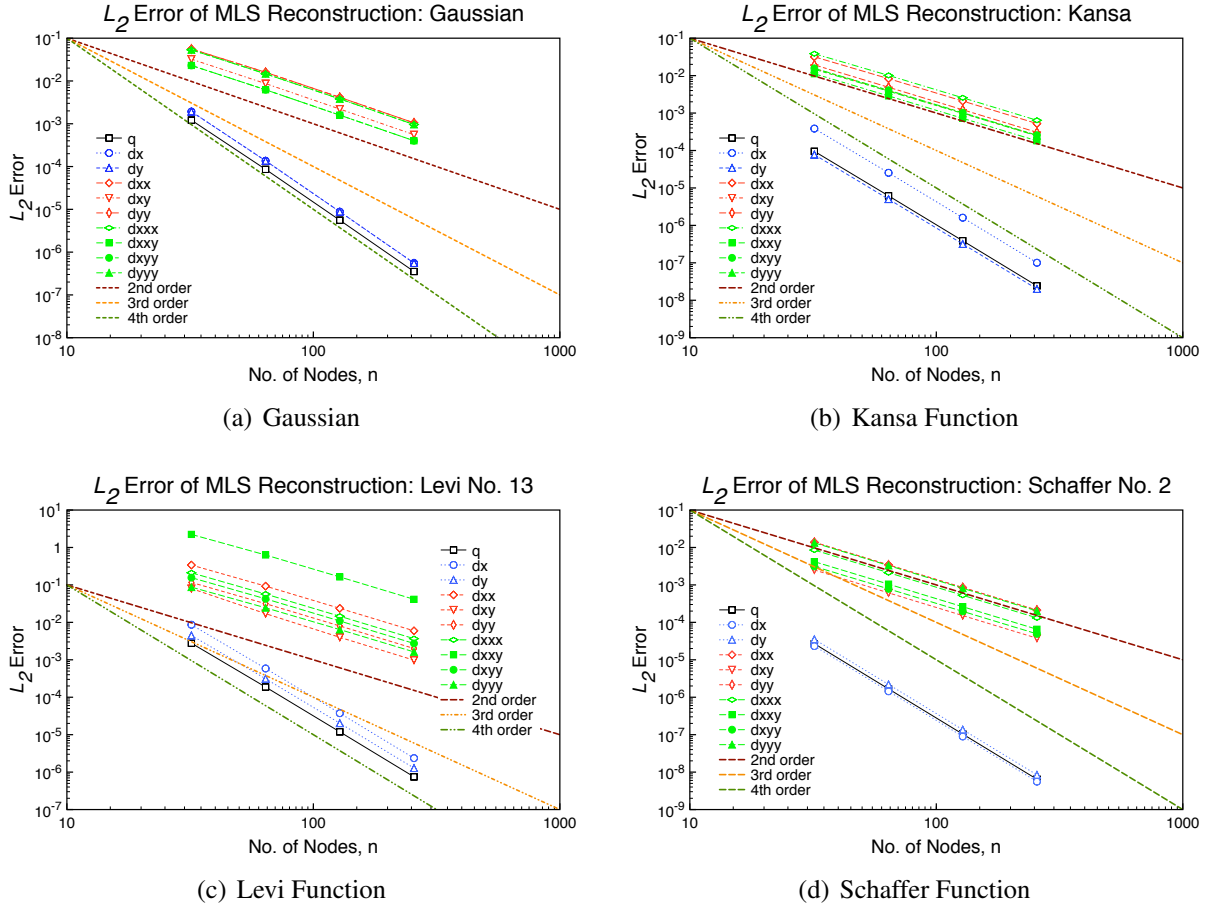 L2 Error of MLS Reconstruction: Gaussian
10-1
10-2
10-3
10-4
10-5
10-6
10-7
10-8
L2 Error
q
dx
dy
dxx
dxy
dyy
dxxx
dxxy
dxyy
dyyy
2nd order
3rd order
4th order
10
100
1000
No. of Nodes, n
(a) Gaussian
L2 Error of MLS Reconstruction: Kansa
10-1
10-2
10-3
10-4
10-5
10-6
10-7
10-8
10-9
L2 Error
q
dx
dy
dxx
dxy
dyy
dxxx
dxxy
dxyy
dyyy
2nd order
3rd order
4th order
10
100
1000
No. of Nodes, n
(b) Kansa Function
L2 Error of MLS Reconstruction: Levi No. 13
101
1
10-1
10-2
10-3
10-4
10-5
10-6
10-7
L2 Error
q
dx
dy
dxx
dxy
dyy
dxxx
dxxy
dxyy
dyyy
2nd order
3rd order
4th order
10
100
1000
No. of Nodes, n
(c) Levi Function
L2 Error of MLS Reconstruction: Schaffer No. 2
10-1
10-2
10-3
10-4
10-5
10-6
10-7
10-8
10-9
L2 Error
q
dx
dy
dxx
dxy
dyy
dxxx
dxxy
dxyy
dyyy
2nd order
3rd order
4th order
10
100
1000
No. of Nodes, n
(d) Schaffer Function